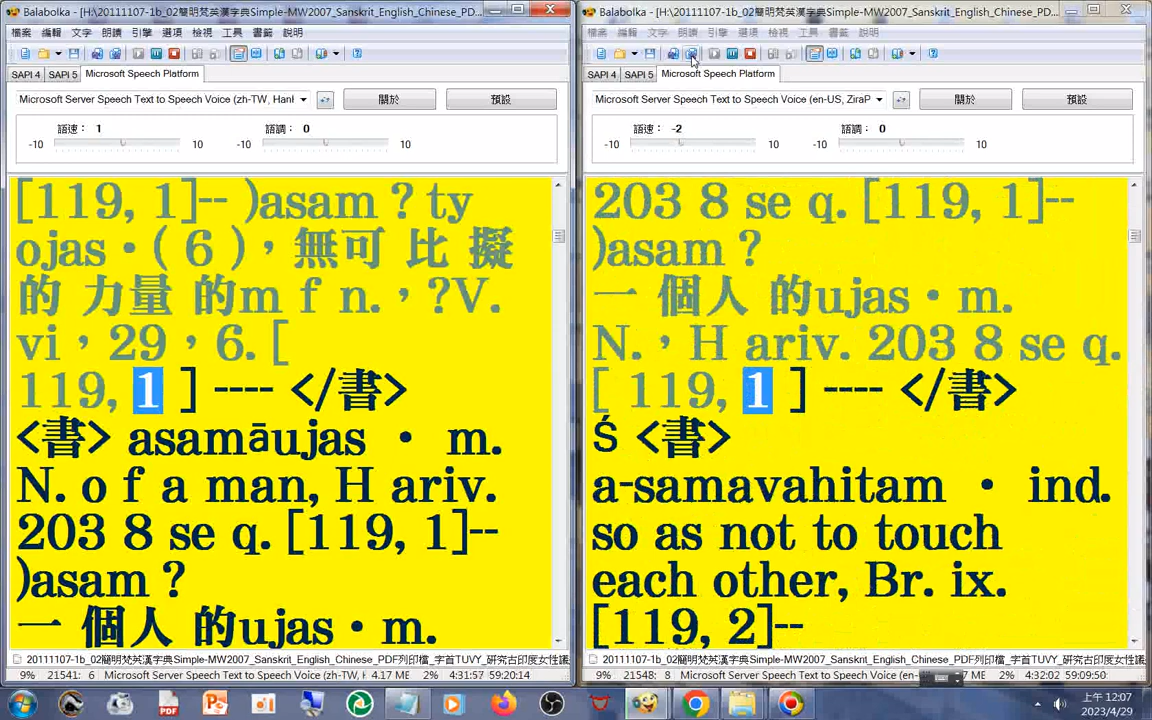 Balabolka - [H:\20111107-1b_02簡明梵英漢字典Simple-MW2007_Sanskrit_English_Chinese_PD...
檔案 編輯 文字 朗讀 引擎 選項 檢視 工具 書籤 說明
SAPI 4 SAPI 5 Microsoft Speech Platform
Microsoft Server Speech Text to Speech Voice (zh-TW, Hanl 關於 預設
語速： 1 語調： 0
-10 10 -10 10
[119, 1]-- )asam ? ty
ojas•( 6 )，無可 比 擬
的 力量 的m f n.，?V.
vi，29，6. [
119, 1 ] ---- </書>
<書> asamāujas • m.
N. o f a man, H ariv.
203 8 se q. [119, 1]--
)asam ?
一 個人 的ujas•m.
20111107-1b_02簡明梵英漢字典Simple-MW2007_Sanskrit_English_Chinese_PDF列印檔_字首TUVY_研究古印度女性議
9% 21541: 6 Microsoft Server Speech Text to Speech Voice (zh-TW, H 4.17 ME 2% 4:31:57 59:20:14
Balabolka - [H:\20111107-1b_02簡明梵英漢字典Simple-MW2007_Sanskrit_English_Chinese_PD...
檔案 編輯 文字 朗讀 引擎 選項 檢視 工具 書籤 說明
SAPI 4 SAPI 5 Microsoft Speech Platform
Microsoft Server Speech Text to Speech Voice (en-US, ZiraP 關於 預設
語速： -2 語調： 0
-10 10 -10 10
203 8 se q. [119, 1]--
)asam ?
一 個人 的ujas•m.
N.，H ariv. 203 8 se q.
[ 119, 1 ] ---- </書>
Ś <書>
a-samavahitam • ind.
so as not to touch
each other, Br. ix.
[119, 2]--
20111107-1b_02簡明梵英漢字典Simple-MW2007_Sanskrit_English_Chinese_PDF列印檔_字首TUVY_研究古印度女性議
9% 21548: 8 Microsoft Server Speech Text to Speech Voice 2% 4:32:02 59:09:50
PDF
上午 12:07
2023/4/29